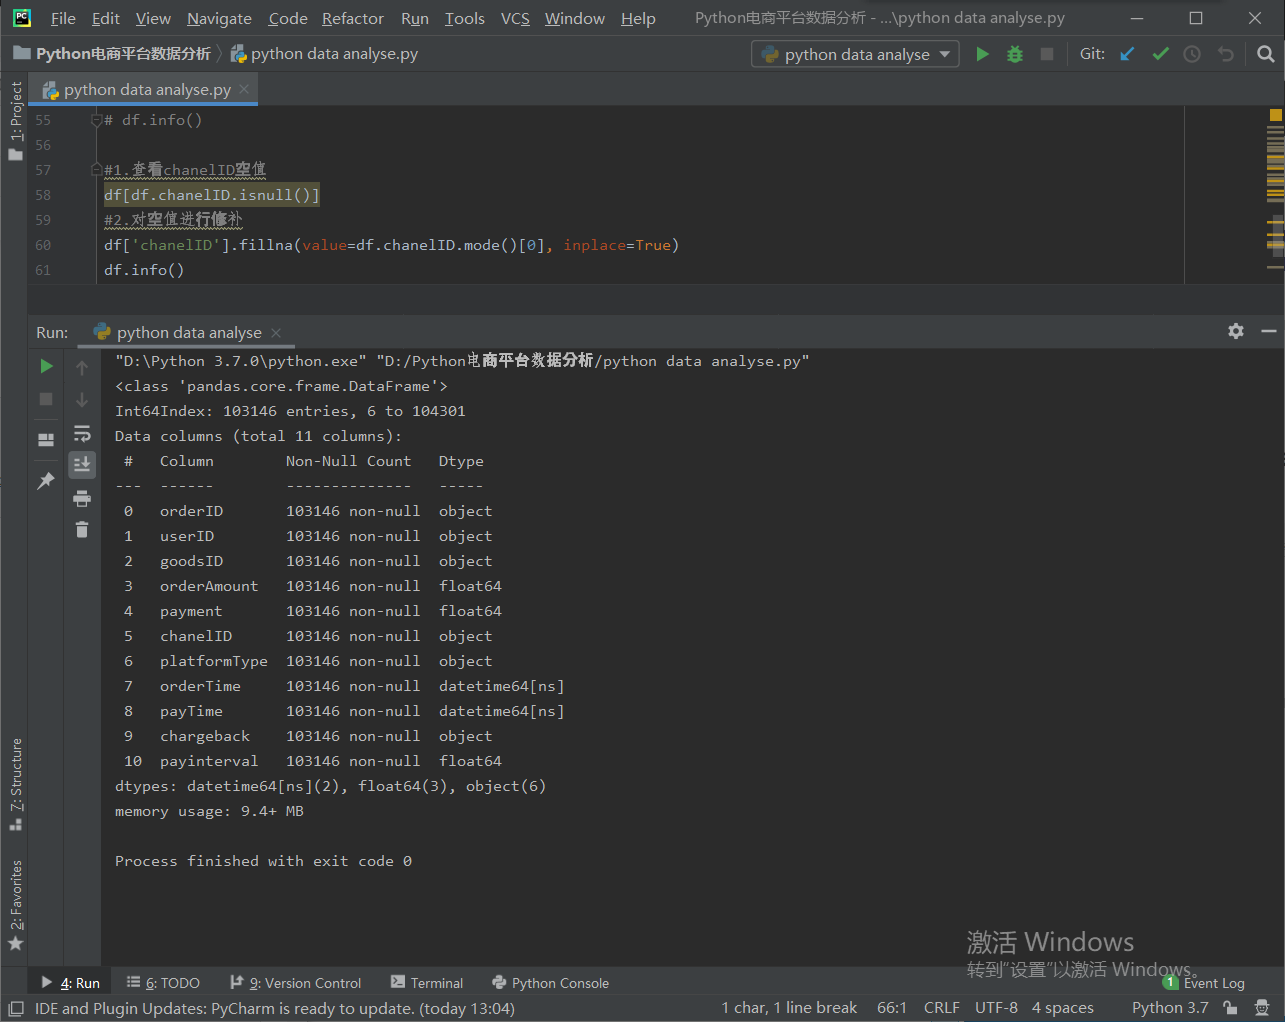 File Edit View Navigate Code Refactor Run Tools VCS Window Help Python电商平台数据分析 - ...\python data analyse.py
Python电商平台数据分析 python data analyse.py python data analyse Git:
python data analyse.py
1: Project
55 # df.info()
56
57 #1.查看chanelID空值
58 df[df.chanelID.isnull()]
59 #2.对空值进行修补
60 df['chanelID'].fillna(value=df.chanelID.mode()[0], inplace=True)
61 df.info()
Run: python data analyse
"D:\Python 3.7.0\python.exe" "D:/Python电商平台数据分析/python data analyse.py"
<class 'pandas.core.frame.DataFrame'>
Int64Index: 103146 entries, 6 to 104301
Data columns (total 11 columns):
# Column Non-Null Count Dtype
--- ------ -------------- -----
0 orderID 103146 non-null object
1 userID 103146 non-null object
2 goodsID 103146 non-null object
3 orderAmount 103146 non-null float64
4 payment 103146 non-null float64
5 chanelID 103146 non-null object
6 platformType 103146 non-null object
7 orderTime 103146 non-null datetime64[ns]
8 payTime 103146 non-null datetime64[ns]
9 chargeback 103146 non-null object
10 payinterval 103146 non-null float64
dtypes: datetime64[ns](2), float64(3), object(6)
memory usage: 9.4+ MB
Process finished with exit code 0
7: Structure
2: Favorites
激活 Windows
转到“设置”以激活 Windows。
4: Run 6: TODO 9: Version Control Terminal Python Console 1 Event Log
IDE and Plugin Updates: PyCharm is ready to update. (today 13:04) 1 char, 1 line break 66:1 CRLF UTF-8 4 spaces Python 3.7